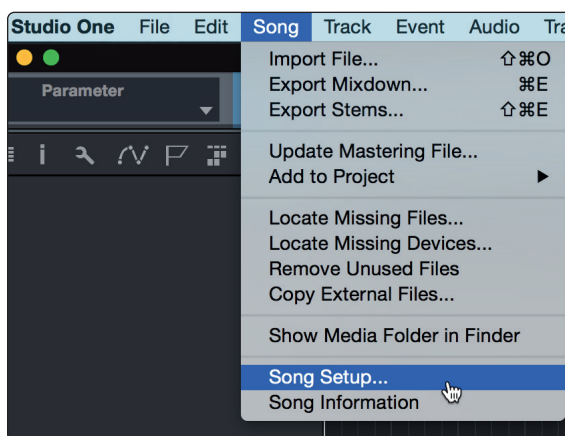 Studio One File Edit Song Track Event Audio
Parameter
Import File... ⇧⌘O
Export Mixdown... ⌘E
Export Stems... ⇧⌘E
Update Mastering File...
Add to Project
Locate Missing Files...
Locate Missing Devices...
Remove Unused Files
Copy External Files...
Show Media Folder in Finder
Song Setup...
Song Information